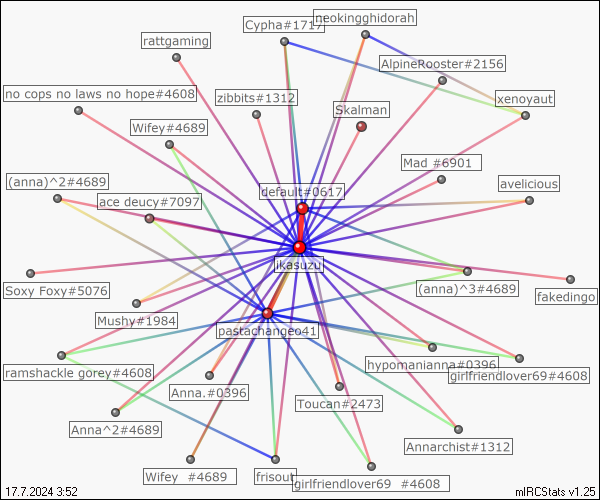 Cypha#1717
neokingghidorah
rattgaming
AlpineRooster#2156
no cops no laws no hope#4608
zibbits#1312
xenoyaut
Skalman
Wifey#4689
Mad #6901
(anna)^2#4689
default#0617
avelicious
ace deucy#7097
ikasuzu
Soxy Foxy#5076
(anna)^3#4689
fakedingo
Mushy#1984
pastachangeo41
ramshackle gorey#4608
hypomanianna#0396
girlfriendlover69#4608
Anna.#0396
Toucan#2473
Anna^2#4689
Annarchist#1312
Wifey #4689
frisout
girlfriendlover69 #4608
17.7.2024 3:52
mIRCStats v1.25